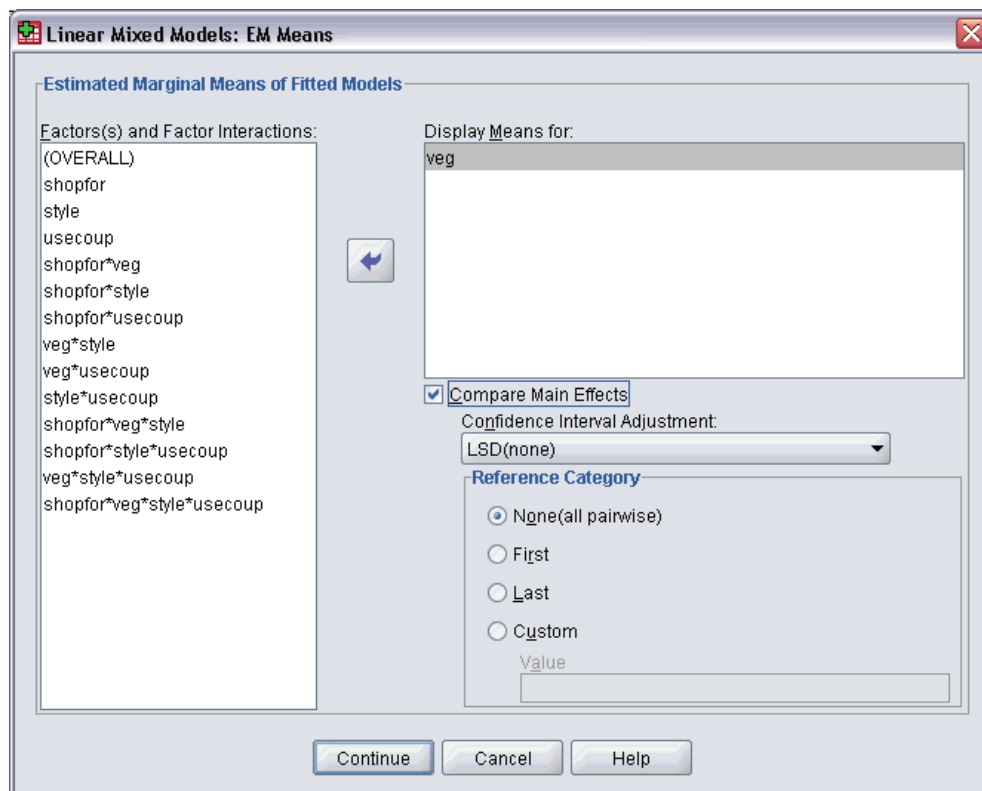 Linear Mixed Models: EM Means
Estimated Marginal Means of Fitted Models
Factors(s) and Factor Interactions:
(OVERALL)
shopfor
style
usecoup
shopfor*veg
shopfor*style
shopfor*usecoup
veg*style
veg*usecoup
style*usecoup
shopfor*veg*style
shopfor*style*usecoup
veg*style*usecoup
shopfor*veg*style*usecoup
Display Means for:
veg
Compare Main Effects
Confidence Interval Adjustment:
LSD(none)
Reference Category
None(all pairwise)
First
Last
Custom
Value
Continue
Cancel
Help